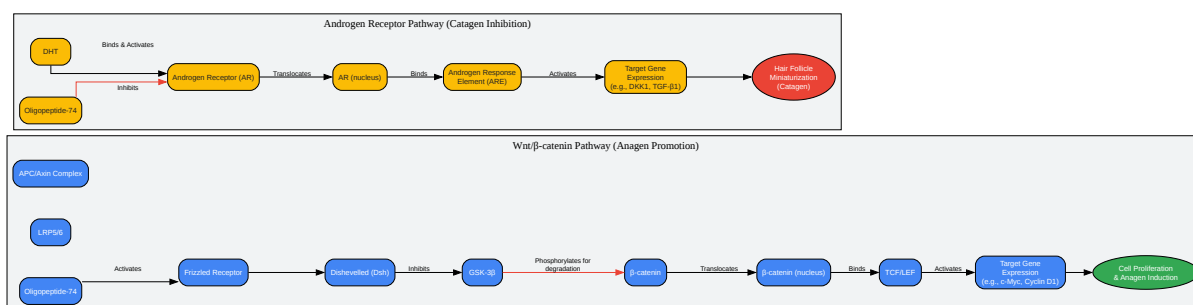 Androgen Receptor Pathway (Catagen Inhibition)
DHT
Binds & Activates
Oligopeptide-74
Inhibits
Androgen Receptor (AR)
Translocates
AR (nucleus)
Binds
Androgen Response
Element (ARE)
Activates
Target Gene
Expression
(e.g., DKK1, TGF-β1)
Hair Follicle
Miniaturization
(Catagen)
Wnt/β-catenin Pathway (Anagen Promotion)
APC/Axin Complex
LRP5/6
Oligopeptide-74
Activates
Frizzled Receptor
Dishevelled (Dsh)
Inhibits
GSK-3β
Phosphorylates for
degradation
β-catenin
Translocates
β-catenin (nucleus)
Binds
TCF/LEF
Activates
Target Gene
Expression
(e.g., c-Myc, Cyclin D1)
Cell Proliferation
& Anagen Induction